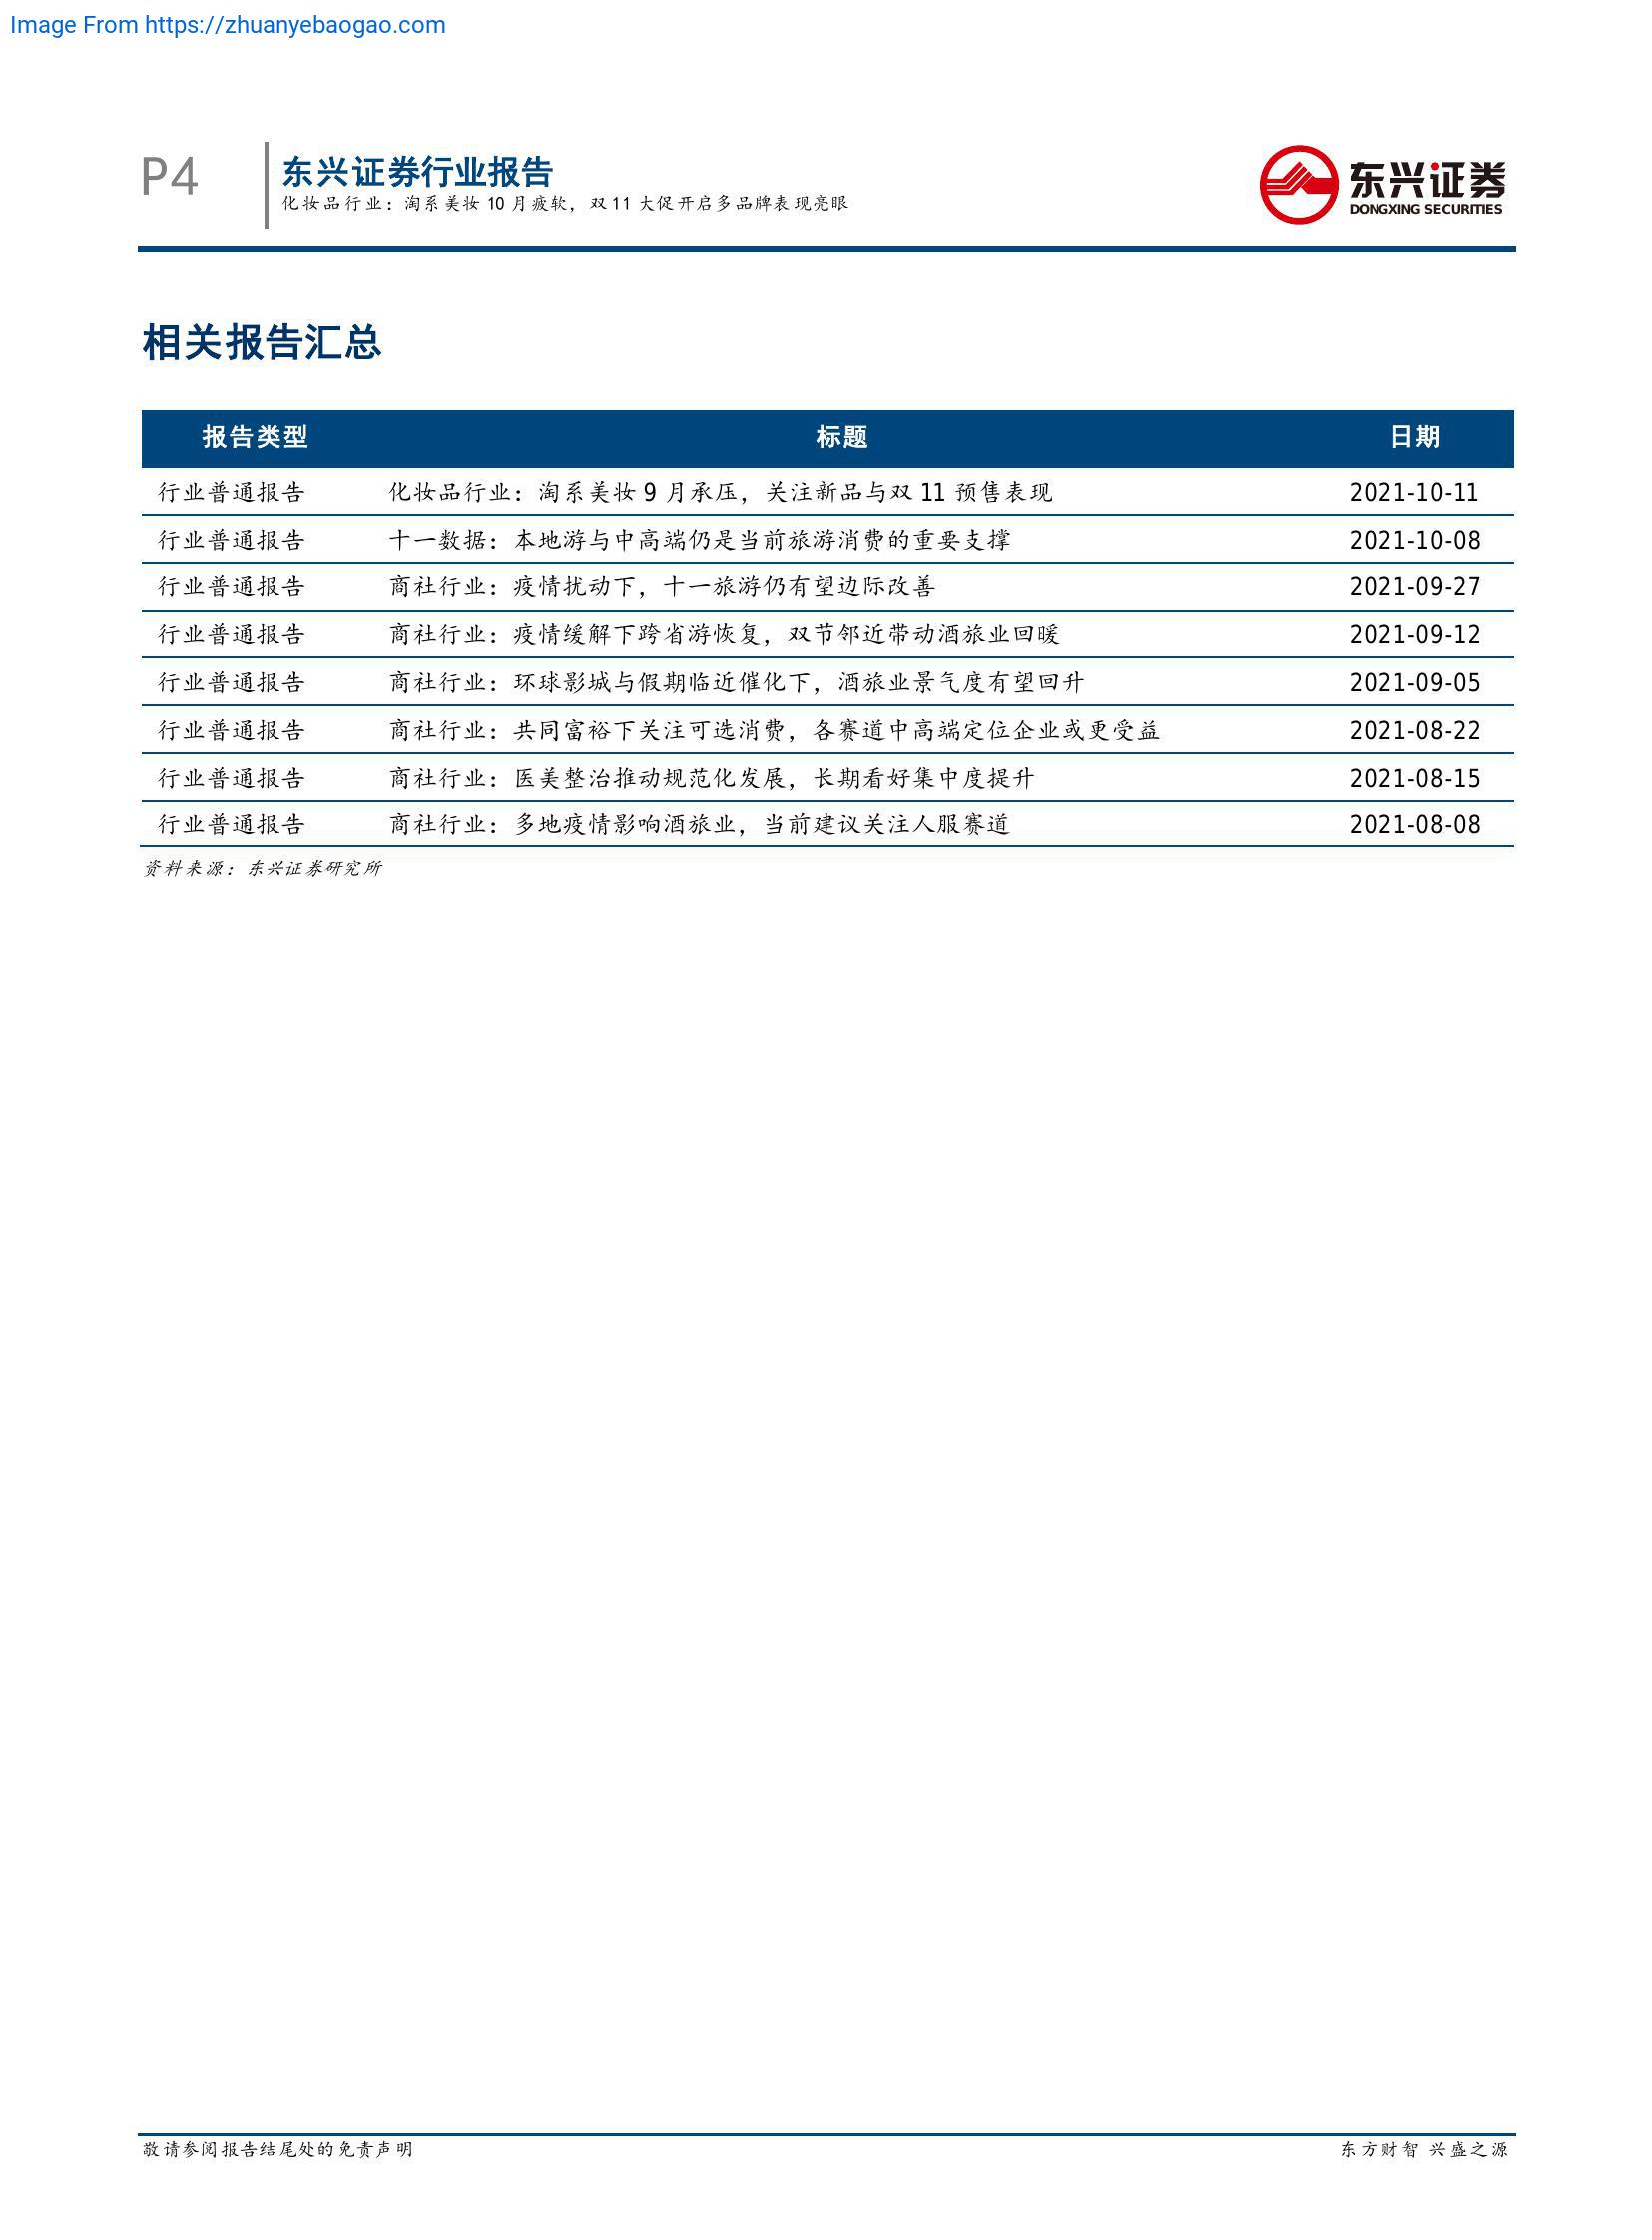 Image From https://zhuanyebaogao.com
P4
东兴证券行业报告
化妆品行业：淘系美妆 10 月疲软，双 11 大促开启多品牌表现亮眼
东兴证券
DONGXING SECURITIES
相关报告汇总
报告类型 标题 日期
行业普通报告 化妆品行业：淘系美妆 9 月承压，关注新品与双 11 预售表现 2021-10-11
行业普通报告 十一数据：本地游与中高端仍是当前旅游消费的重要支撑 2021-10-08
行业普通报告 商社行业：疫情扰动下，十一旅游仍有望边际改善 2021-09-27
行业普通报告 商社行业：疫情缓解下跨省游恢复，双节邻近带动酒旅业回暖 2021-09-12
行业普通报告 商社行业：环球影城与假期临近催化下，酒旅业景气度有望回升 2021-09-05
行业普通报告 商社行业：共同富裕下关注可选消费，各赛道中高端定位企业或更受益 2021-08-22
行业普通报告 商社行业：医美整治推动规范化发展，长期看好集中度提升 2021-08-15
行业普通报告 商社行业：多地疫情影响酒旅业，当前建议关注人服赛道 2021-08-08
资料来源：东兴证券研究所
敬请参阅报告结尾处的免责声明 东方财智 兴盛之源